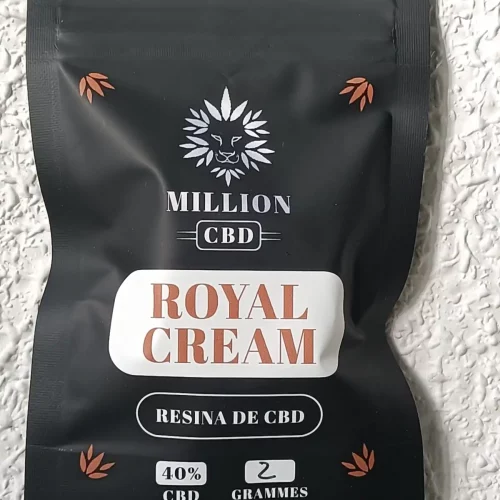 MILLION
CBD
ROYAL
CREAM
RESINA DE CBD
40% 2
CBD GRAMMES